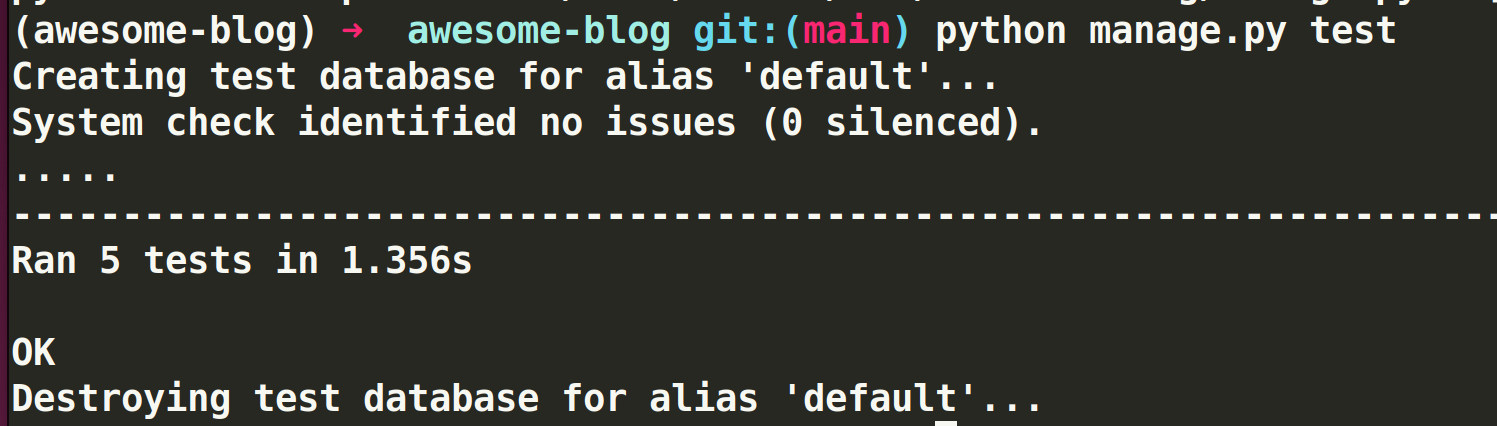 (awesome-blog) ➜  awesome-blog git:(main) python manage.py test
Creating test database for alias 'default'...
System check identified no issues (0 silenced).
.....
--------------------------------------------------------------------
Ran 5 tests in 1.356s
OK
Destroying test database for alias 'default'...